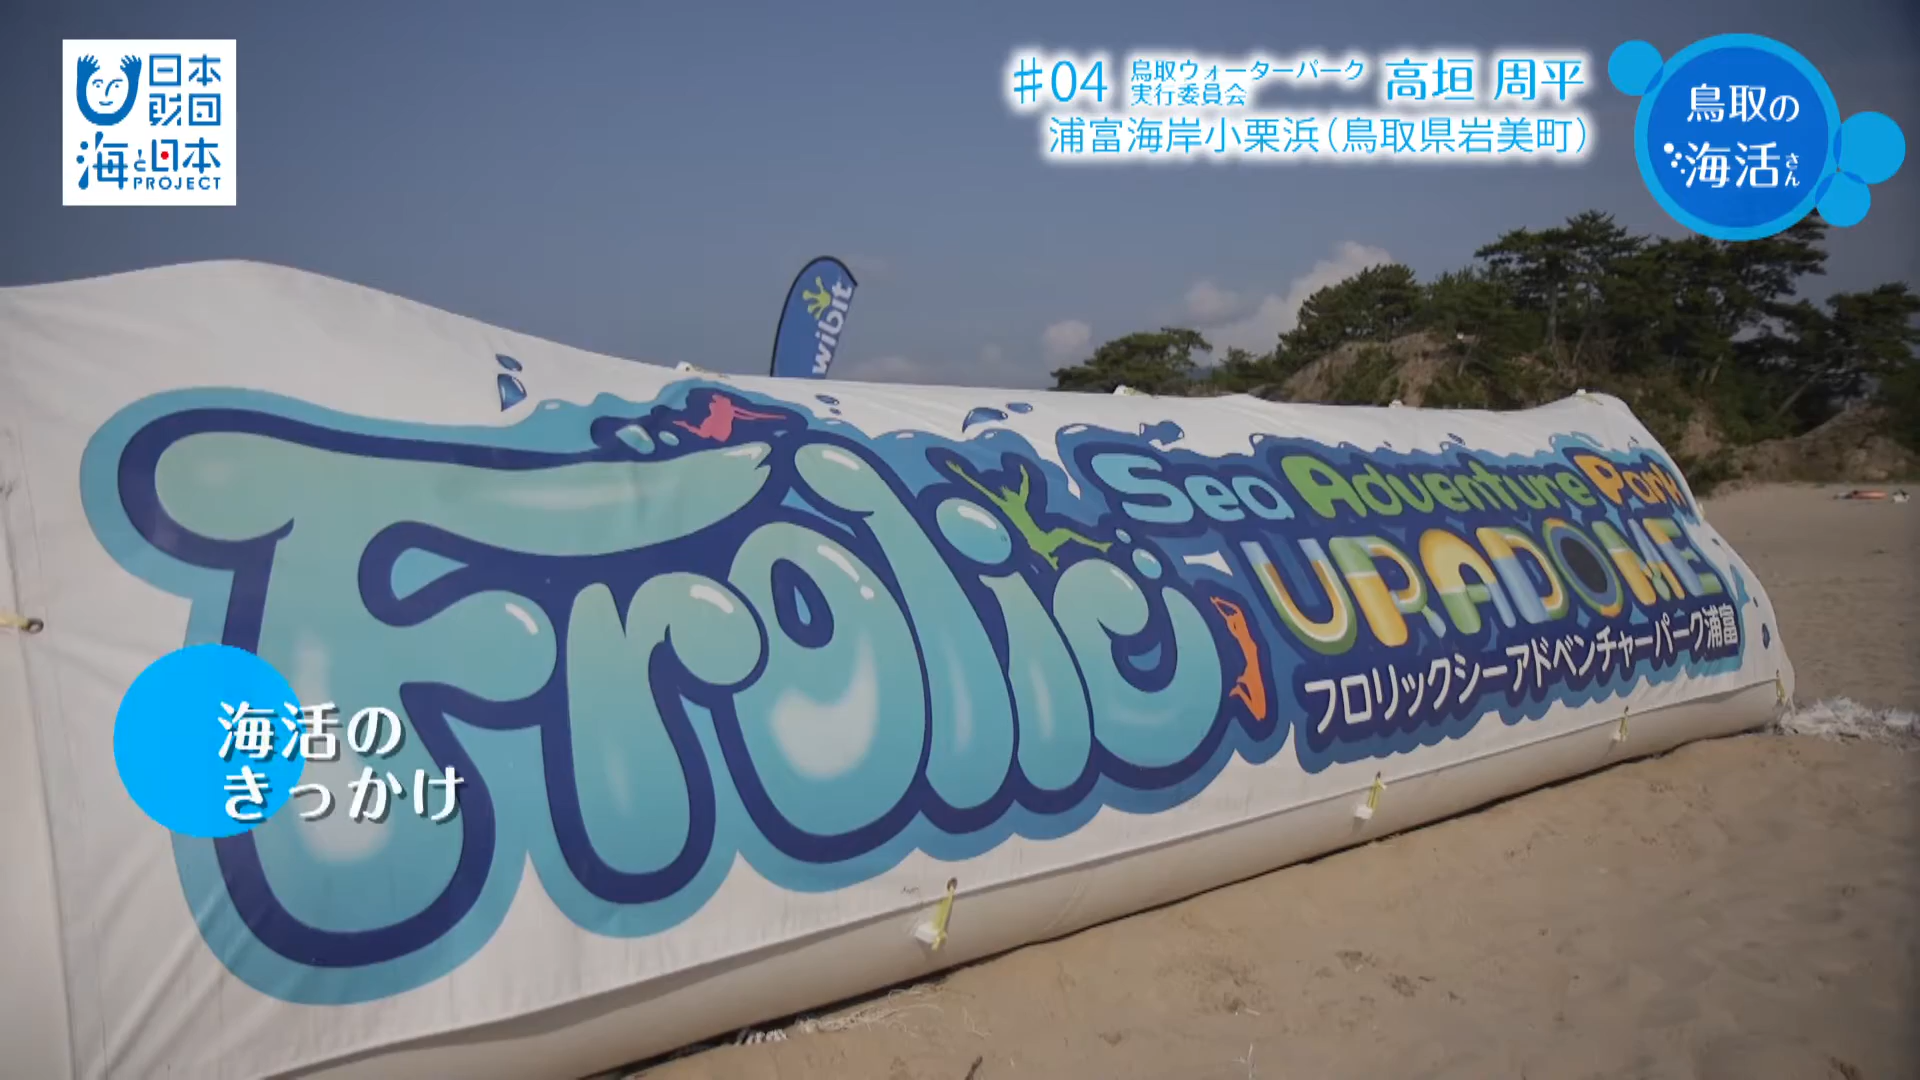 日本
財団
海と日本
PROJECT
#04 鳥取ウォーターパーク
実行委員会
高垣 周平
浦富海岸小栗浜(鳥取県岩美町)
鳥取の
海活さん
wibit
Frolic
Sea Adventure Park
URADOME
フロリックシーアドベンチャーパーク浦富
海活の
きっかけ